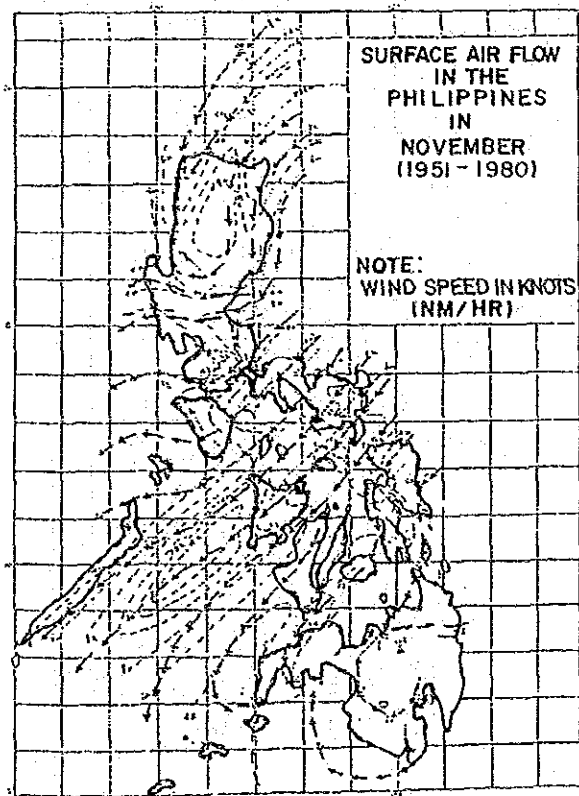 SURFACE AIR FLOW
IN THE
PHILIPPINES
IN
NOVEMBER
(1951-1980)
NOTE:
WIND SPEED IN KNOTS
(NM/HR)